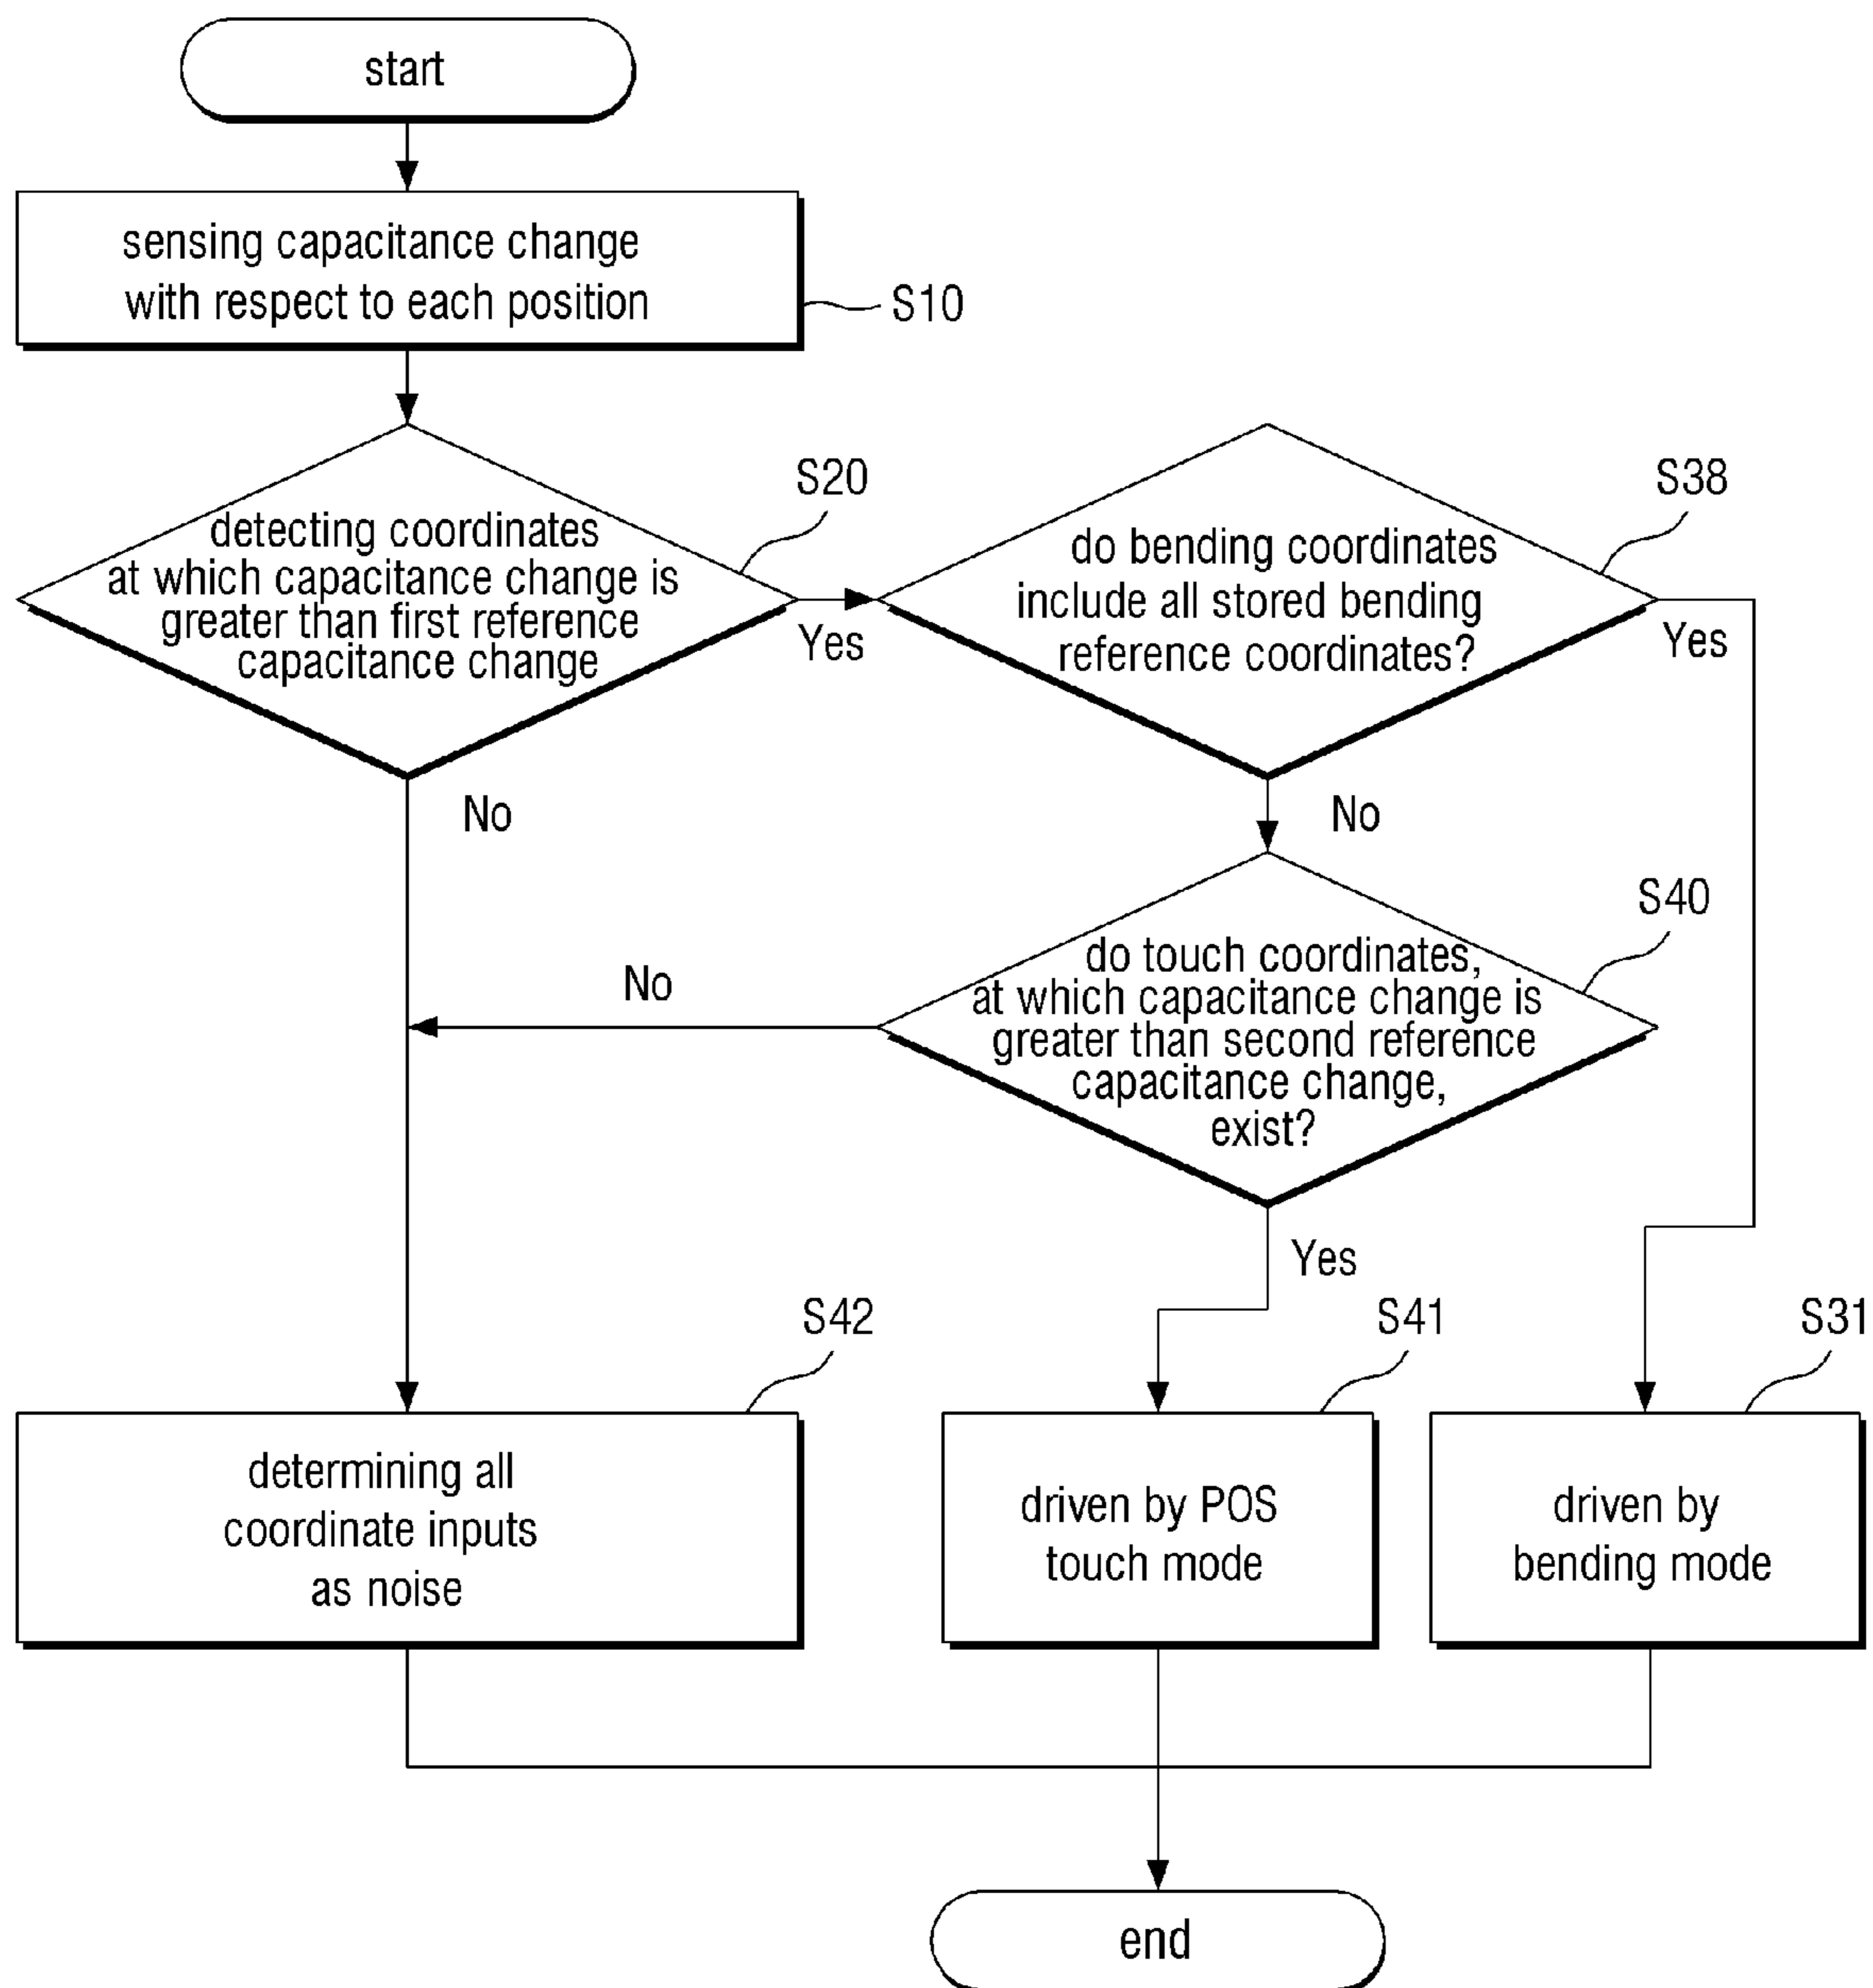 start
sensing capacitance change
with respect to each position
S10
S20
detecting coordinates
at which capacitance change is
greater than first reference
capacitance change
Yes
No
S38
do bending coordinates
include all stored bending
reference coordinates?
Yes
No
S40
do touch coordinates,
at which capacitance change is
greater than second reference
capacitance change,
exist?
No
Yes
S42
determining all
coordinate inputs
as noise
S41
driven by POS
touch mode
S31
driven by
bending mode
end